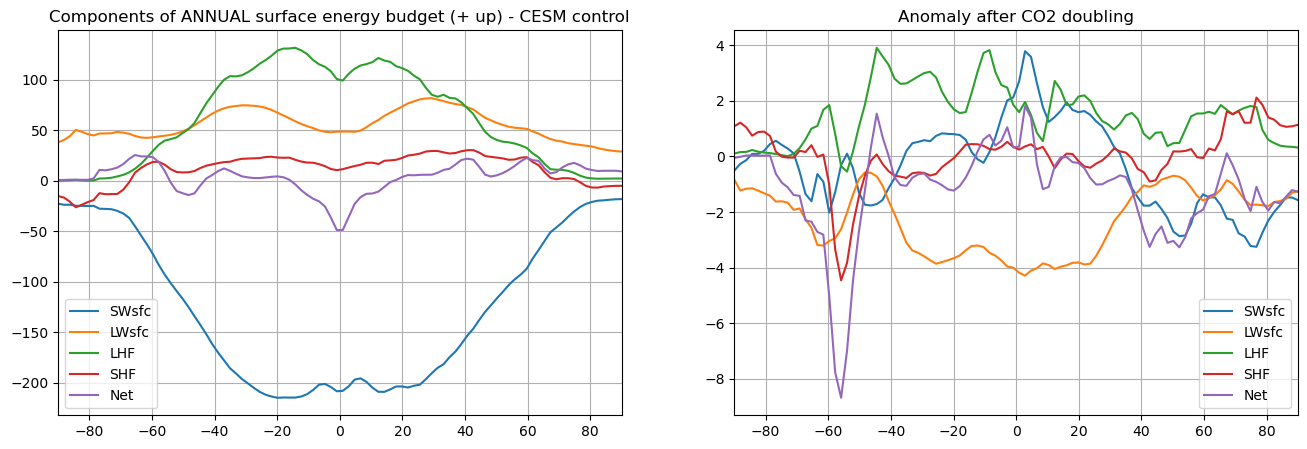 Components of ANNUAL surface energy budget (+ up) - CESM control
100
50
0
−50
−100
−150
−200
−80 −60 −40 −20 0 20 40 60 80
SWsfc
LWsfc
LHF
SHF
Net
Anomaly after CO2 doubling
4
2
0
−2
−4
−6
−8
−80 −60 −40 −20 0 20 40 60 80
SWsfc
LWsfc
LHF
SHF
Net